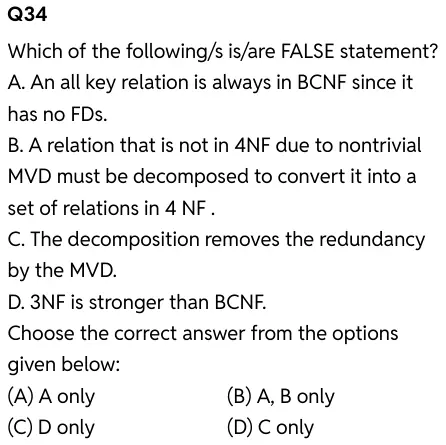 Q34
Which of the following/s is/are FALSE statement?
A. An all key relation is always in BCNF since it
has no FDs.
B. A relation that is not in 4NF due to nontrivial
MVD must be decomposed to convert it into a
set of relations in 4 NF .
C. The decomposition removes the redundancy
by the MVD.
D. 3NF is stronger than BCNF.
Choose the correct answer from the options
given below:
(A) A only (B) A, B only
(C) D only (D) C only